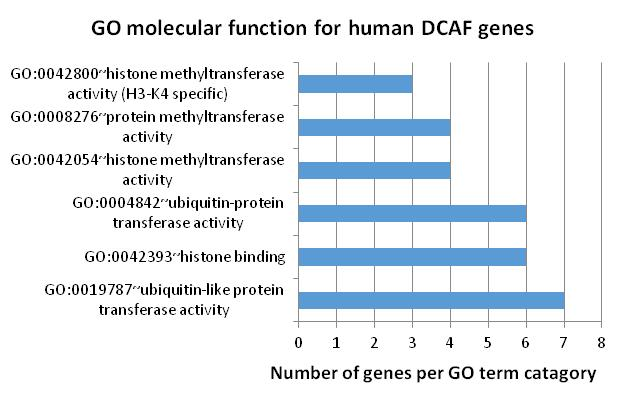 GO molecular function for human DCAF genes
GO:0042800~histone methyltransferase
activity (H3-K4 specific)
GO:0008276~protein methyltransferase
activity
GO:0042054~histone methyltransferase
activity
GO:0004842~ubiquitin-protein
transferase activity
GO:0042393~histone binding
GO:0019787~ubiquitin-like protein
transferase activity
0 1 2 3 4 5 6 7 8
Number of genes per GO term catagory